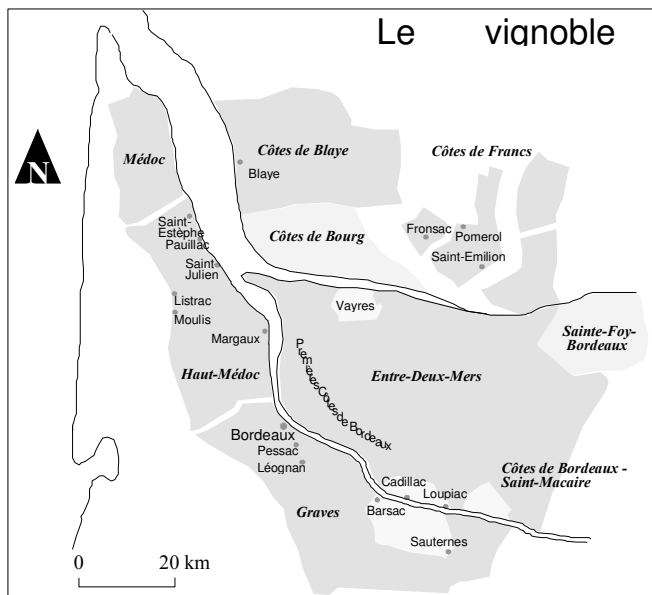 Le vignoble
Médoc
Côtes de Blaye
Côtes de Francs
N
Blaye
Saint-
Estèphe
Pauillac
Côtes de Bourg
Fronsac
Pomerol
Saint-Emilion
Saint-
Julien
Listrac
Vayres
Moulis
Margaux
Sainte-Foy-
Bordeaux
Haut-Médoc
Premières Côtes de Bordeaux
Entre-Deux-Mers
Bordeaux
Pessac
Léognan
Côtes de Bordeaux -
Saint-Macaire
Cadillac
Loupiac
Graves
Barsac
Sauternes
0 20 km